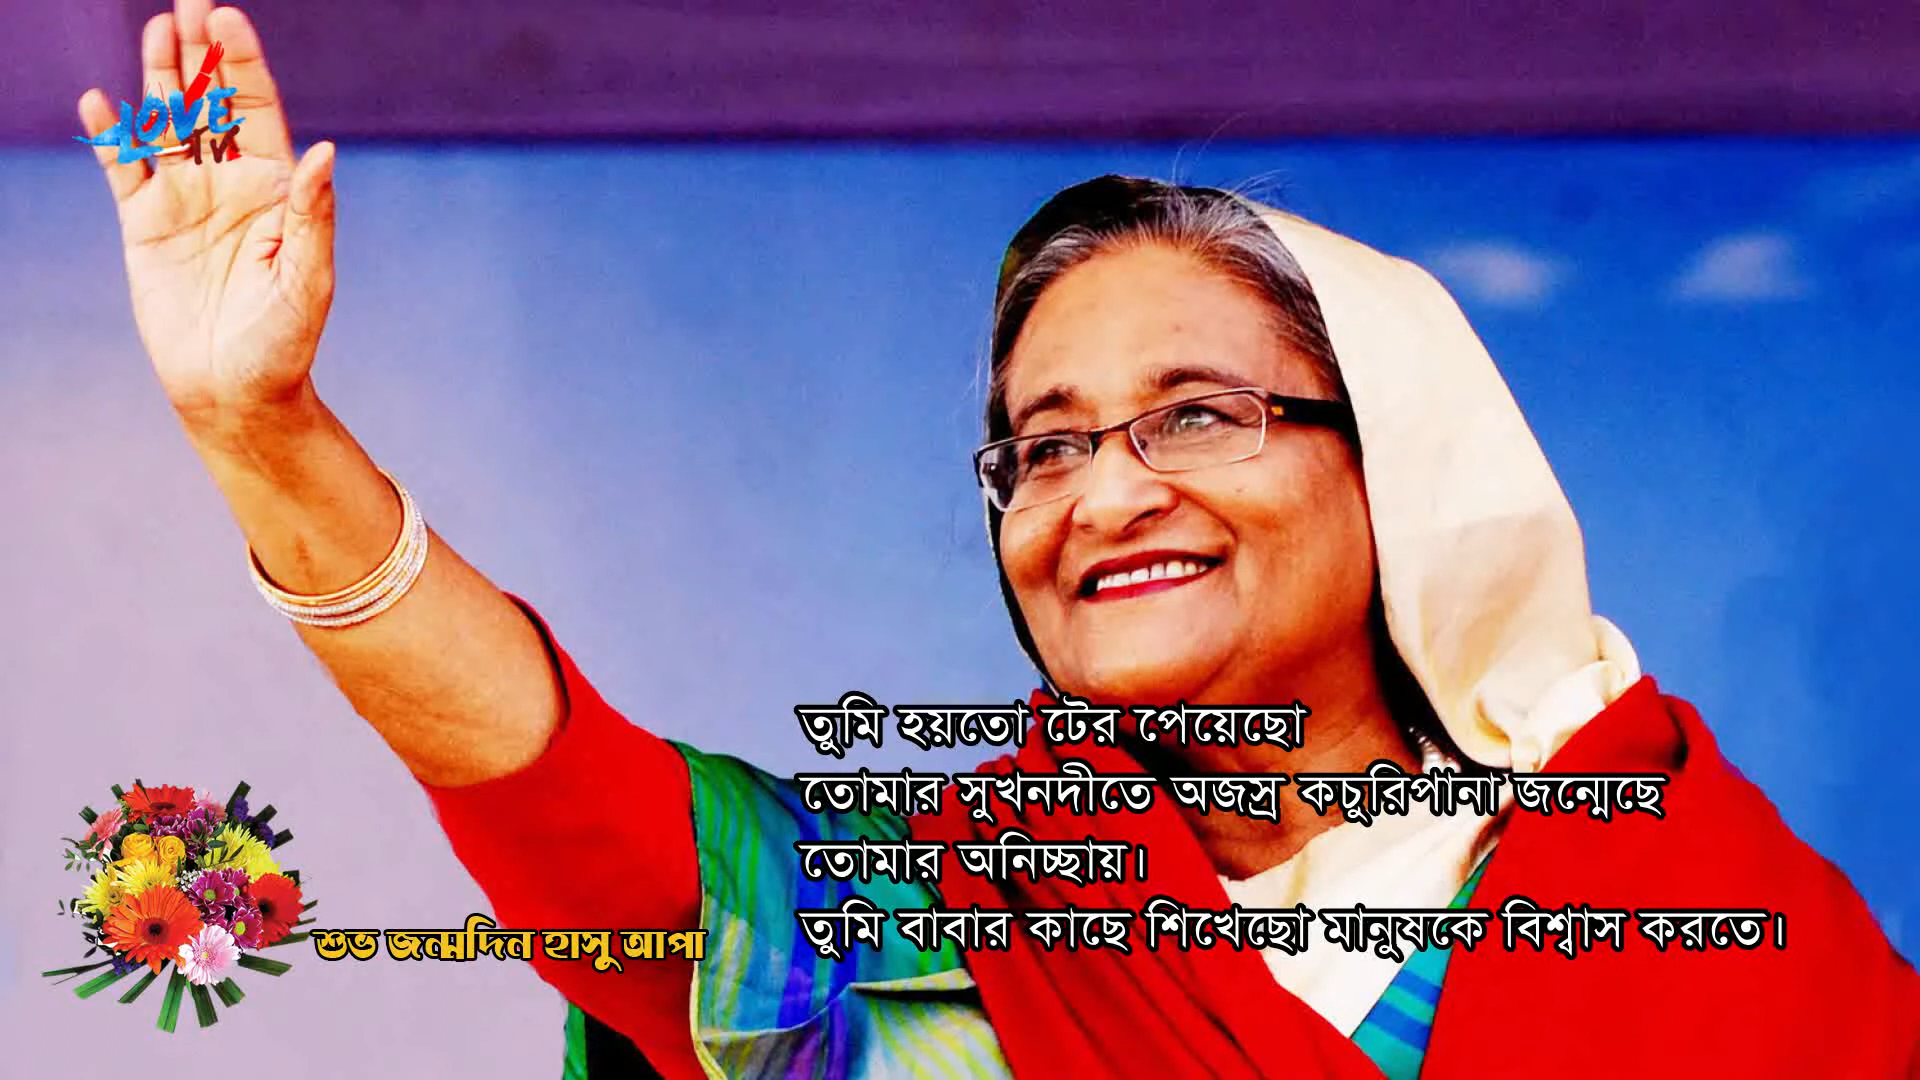 LOVE
TV
তুমি হয়তো টের পেয়েছো
তোমার সুখনদীতে অজস্র কচুরিপানা জন্মেছে
তোমার অনিচ্ছায়।
তুমি বাবার কাছে শিখেছো মানুষকে বিশ্বাস করতে।
শুভ জন্মদিন হাসু আপা